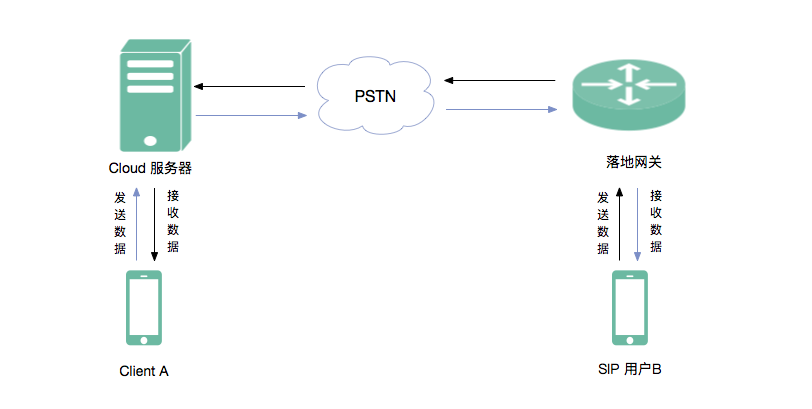 PSTN
Cloud 服务器
落地网关
发送数据
接收数据
发送数据
接收数据
Client A
SIP 用户B